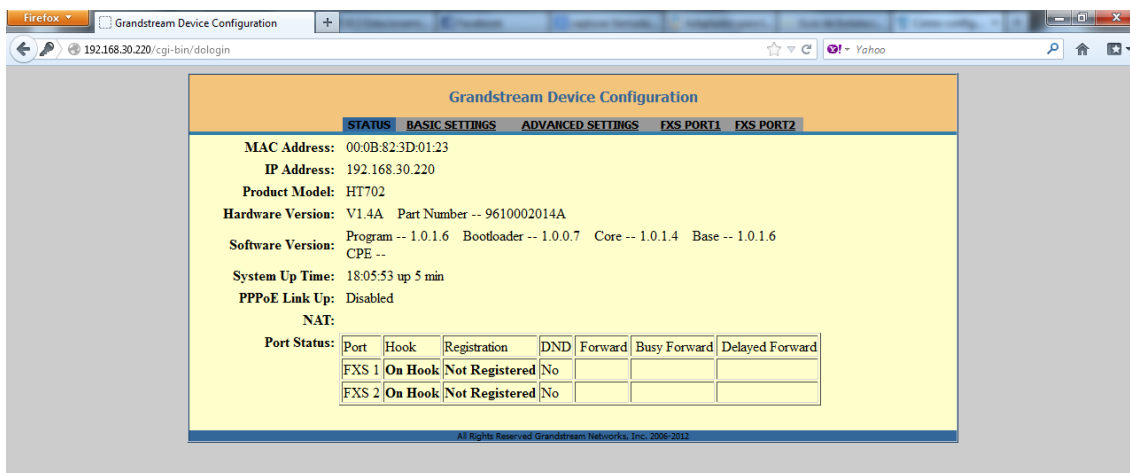 Firefox
Grandstream Device Configuration
192.168.30.220/cgi-bin/dologin
Yahoo
Grandstream Device Configuration
STATUS BASIC SETTINGS ADVANCED SETTINGS FXS PORT1 FXS PORT2
MAC Address: 00:0B:82:3D:01:23
IP Address: 192.168.30.220
Product Model: HT702
Hardware Version: V1.4A Part Number -- 9610002014A
Software Version: Program -- 1.0.1.6 Bootloader -- 1.0.0.7 Core -- 1.0.1.4 Base -- 1.0.1.6
CPE --
System Up Time: 18:05:53 up 5 min
PPPoE Link Up: Disabled
NAT:
Port Status: Port Hook Registration DND Forward Busy Forward Delayed Forward
FXS 1 On Hook Not Registered No
FXS 2 On Hook Not Registered No
All Rights Reserved Grandstream Networks, Inc. 2006-2012